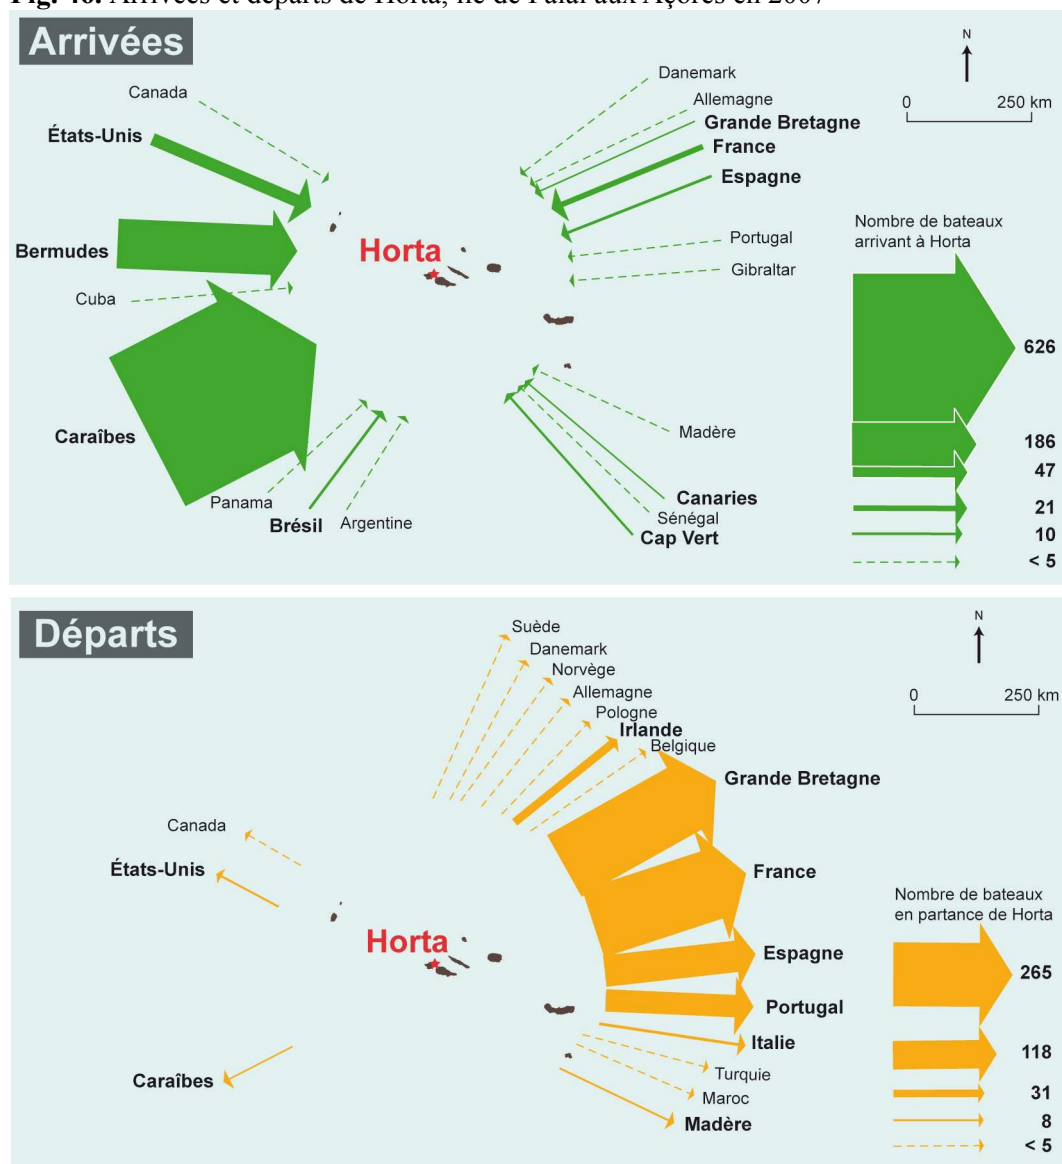 Fig. 46. Arrivées et départs de Horta, île de Faial aux Açores en 2007
Arrivées
N
0 250 km
Canada
États-Unis
Bermudes
Cuba
Caraïbes
Panama
Brésil
Argentine
Danemark
Allemagne
Grande Bretagne
France
Espagne
Portugal
Gibraltar
Horta
Madère
Canaries
Sénégal
Cap Vert
Nombre de bateaux
arrivant à Horta
626
186
47
21
10
< 5
Départs
N
0 250 km
Suède
Danemark
Norvège
Allemagne
Pologne
Irlande
Belgique
Grande Bretagne
France
Espagne
Portugal
Italie
Turquie
Maroc
Madère
Canada
États-Unis
Horta
Caraïbes
Nombre de bateaux
en partance de Horta
265
118
31
8
< 5